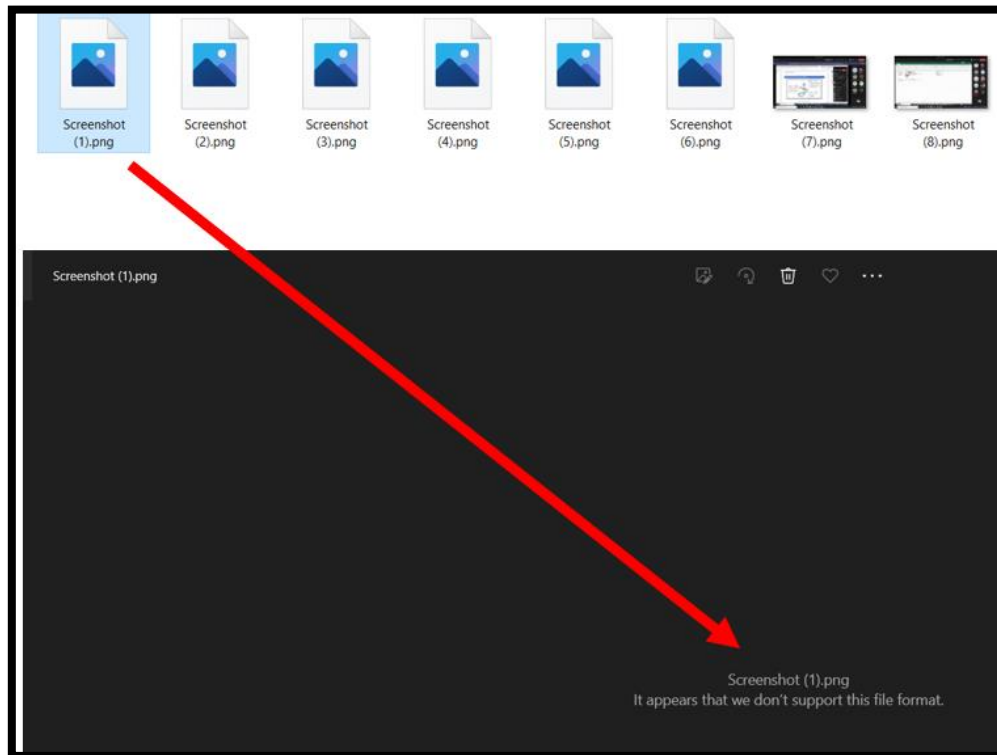 Screenshot
(1).png
Screenshot
(2).png
Screenshot
(3).png
Screenshot
(4).png
Screenshot
(5).png
Screenshot
(6).png
Screenshot
(7).png
Screenshot
(8).png
Screenshot (1).png
Screenshot (1).png
It appears that we don't support this file format.